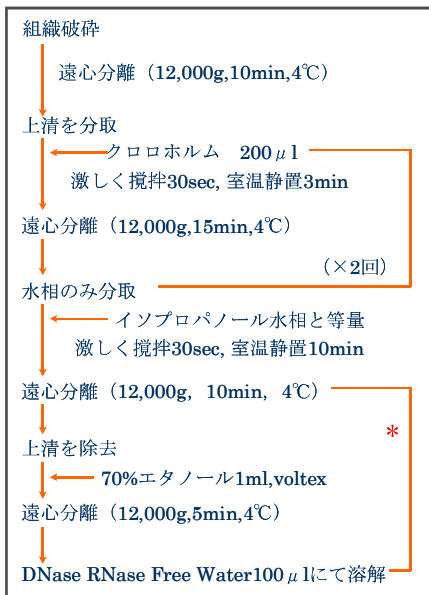 組織破砕
遠心分離（12,000g,10min,4℃）
上清を分取
クロロホルム　200μl
激しく撹拌30sec, 室温静置3min
遠心分離（12,000g,15min,4℃）
（×2回）
水相のみ分取
イソプロパノール水相と等量
激しく撹拌30sec, 室温静置10min
遠心分離（12,000g, 10min, 4℃）
*
上清を除去
70%エタノール1ml,voltex
遠心分離（12,000g,5min,4℃）
DNase RNase Free Water100μlにて溶解